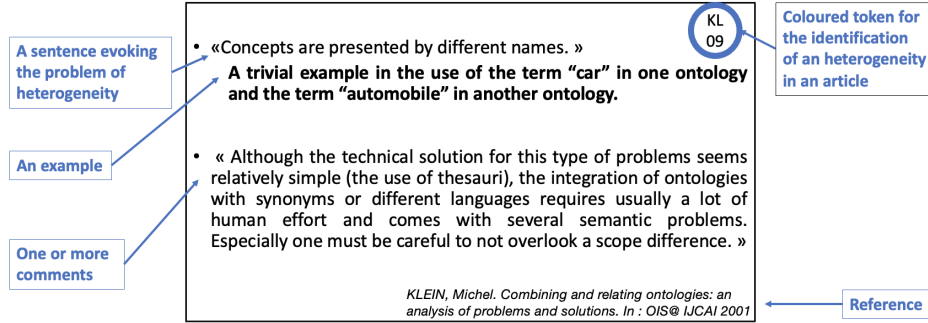 A sentence evoking
the problem of
heterogeneity
An example
One or more
comments
• «Concepts are presented by different names. »
A trivial example in the use of the term “car” in one ontology
and the term “automobile” in another ontology.
• « Although the technical solution for this type of problems seems
relatively simple (the use of thesauri), the integration of ontologies
with synonyms or different languages requires usually a lot of
human effort and comes with several semantic problems.
Especially one must be careful to not overlook a scope difference. »
KLEIN, Michel. Combining and relating ontologies: an
analysis of problems and solutions. In : OIS@ IJCAI 2001
KL
09
Coloured token for
the identification
of an heterogeneity
in an article
Reference